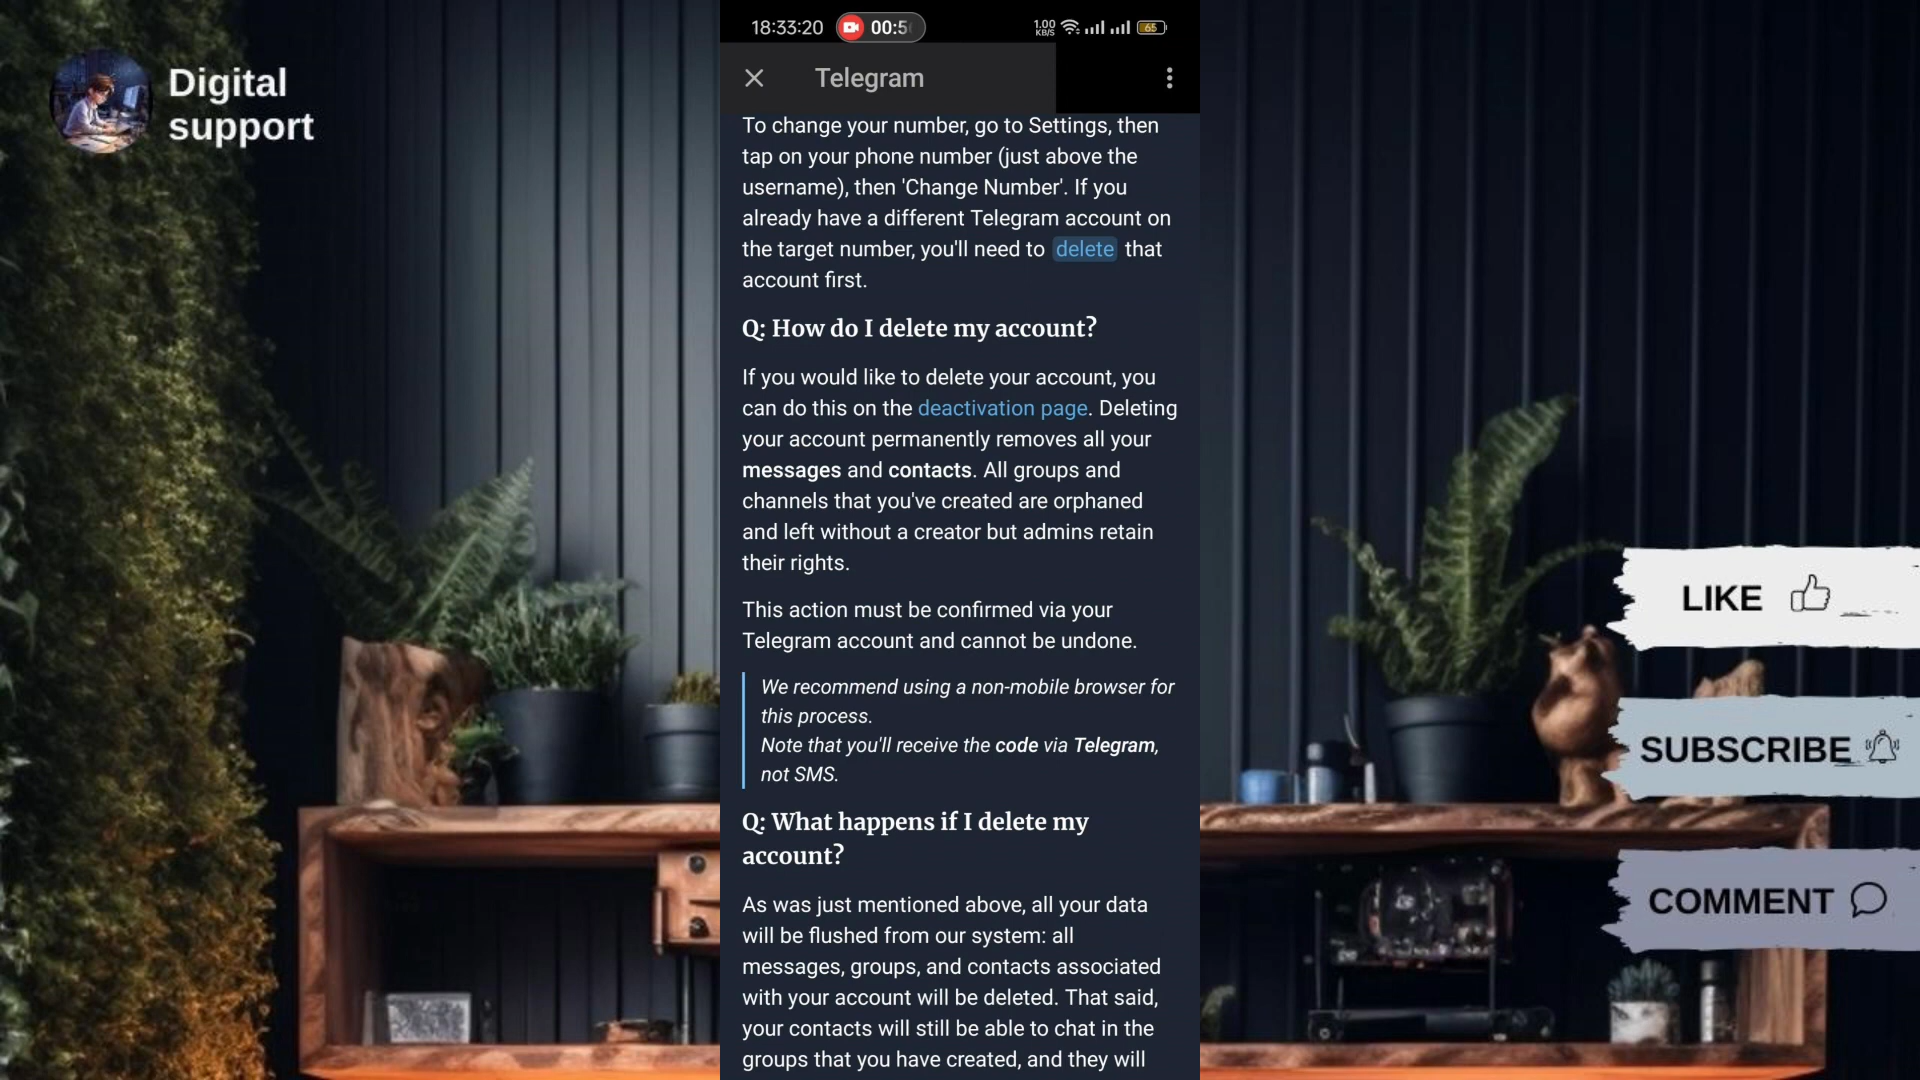 Digital
support
18:33:20
00:5
1.00
KB/S
65
Telegram
To change your number, go to Settings, then
tap on your phone number (just above the
username), then 'Change Number'. If you
already have a different Telegram account on
the target number, you'll need to delete that
account first.
Q: How do I delete my account?
If you would like to delete your account, you
can do this on the deactivation page. Deleting
your account permanently removes all your
messages and contacts. All groups and
channels that you've created are orphaned
and left without a creator but admins retain
their rights.
This action must be confirmed via your
Telegram account and cannot be undone.
We recommend using a non-mobile browser for
this process.
Note that you'll receive the code via Telegram,
not SMS.
Q: What happens if I delete my
account?
As was just mentioned above, all your data
will be flushed from our system: all
messages, groups, and contacts associated
with your account will be deleted. That said,
your contacts will still be able to chat in the
groups that you have created, and they will
LIKE
SUBSCRIBE
COMMENT